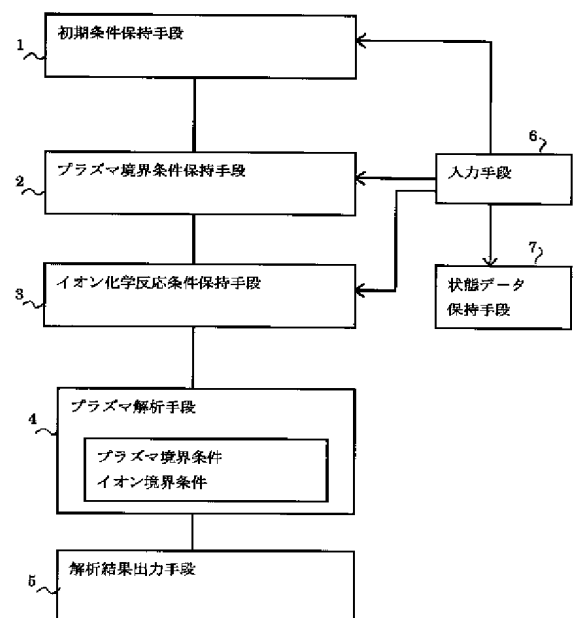 初期条件保持手段
1
6
プラズマ境界条件保持手段
入力手段
2
7
イオン化学反応条件保持手段
状態データ
保持手段
3
プラズマ解析手段
4
プラズマ境界条件
イオン境界条件
解析結果出力手段
5